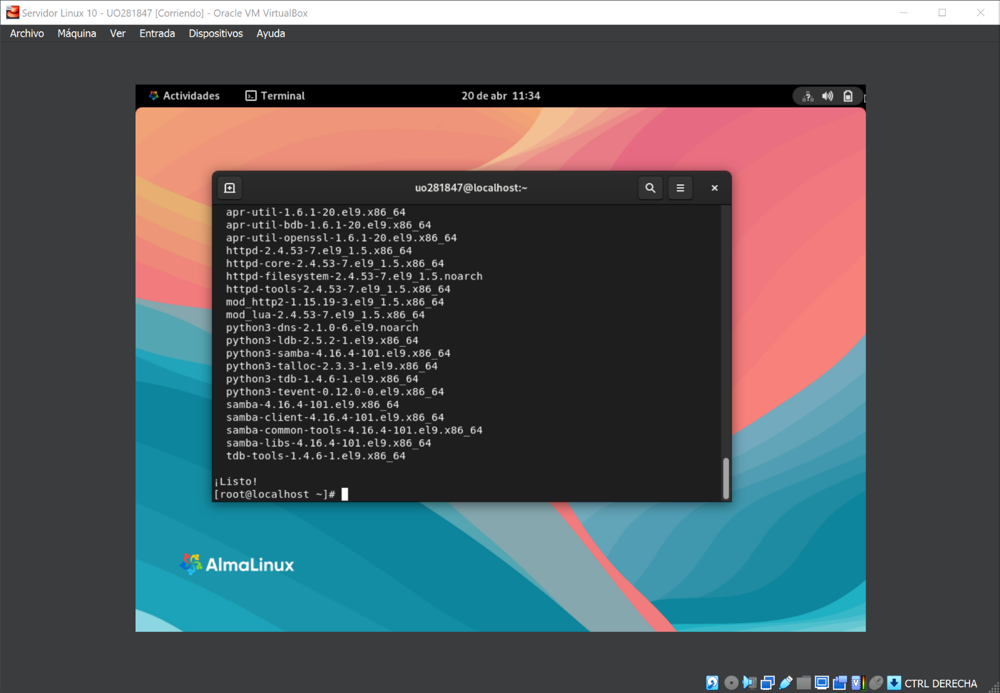 Servidor Linux 10 - UO281847 [Corriendo] - Oracle VM VirtualBox
Archivo Máquina Ver Entrada Dispositivos Ayuda
Actividades Terminal 20 de abr 11:34
uo281847@localhost:~
apr-util-1.6.1-20.el9.x86_64
apr-util-bdb-1.6.1-20.el9.x86_64
apr-util-openssl-1.6.1-20.el9.x86_64
httpd-2.4.53-7.el9_1.5.x86_64
httpd-core-2.4.53-7.el9_1.5.x86_64
httpd-filesystem-2.4.53-7.el9_1.5.noarch
httpd-tools-2.4.53-7.el9_1.5.x86_64
mod_http2-1.15.19-3.el9_1.5.x86_64
mod_lua-2.4.53-7.el9_1.5.x86_64
python3-dns-2.1.0-6.el9.noarch
python3-ldb-2.5.2-1.el9.x86_64
python3-samba-4.16.4-101.el9.x86_64
python3-talloc-2.3.3-1.el9.x86_64
python3-tdb-1.4.6-1.el9.x86_64
python3-tevent-0.12.0-0.el9.x86_64
samba-4.16.4-101.el9.x86_64
samba-client-4.16.4-101.el9.x86_64
samba-common-tools-4.16.4-101.el9.x86_64
samba-libs-4.16.4-101.el9.x86_64
tdb-tools-1.4.6-1.el9.x86_64
¡Listo!
[root@localhost ~]#
AlmaLinux
CTRL DERECHA